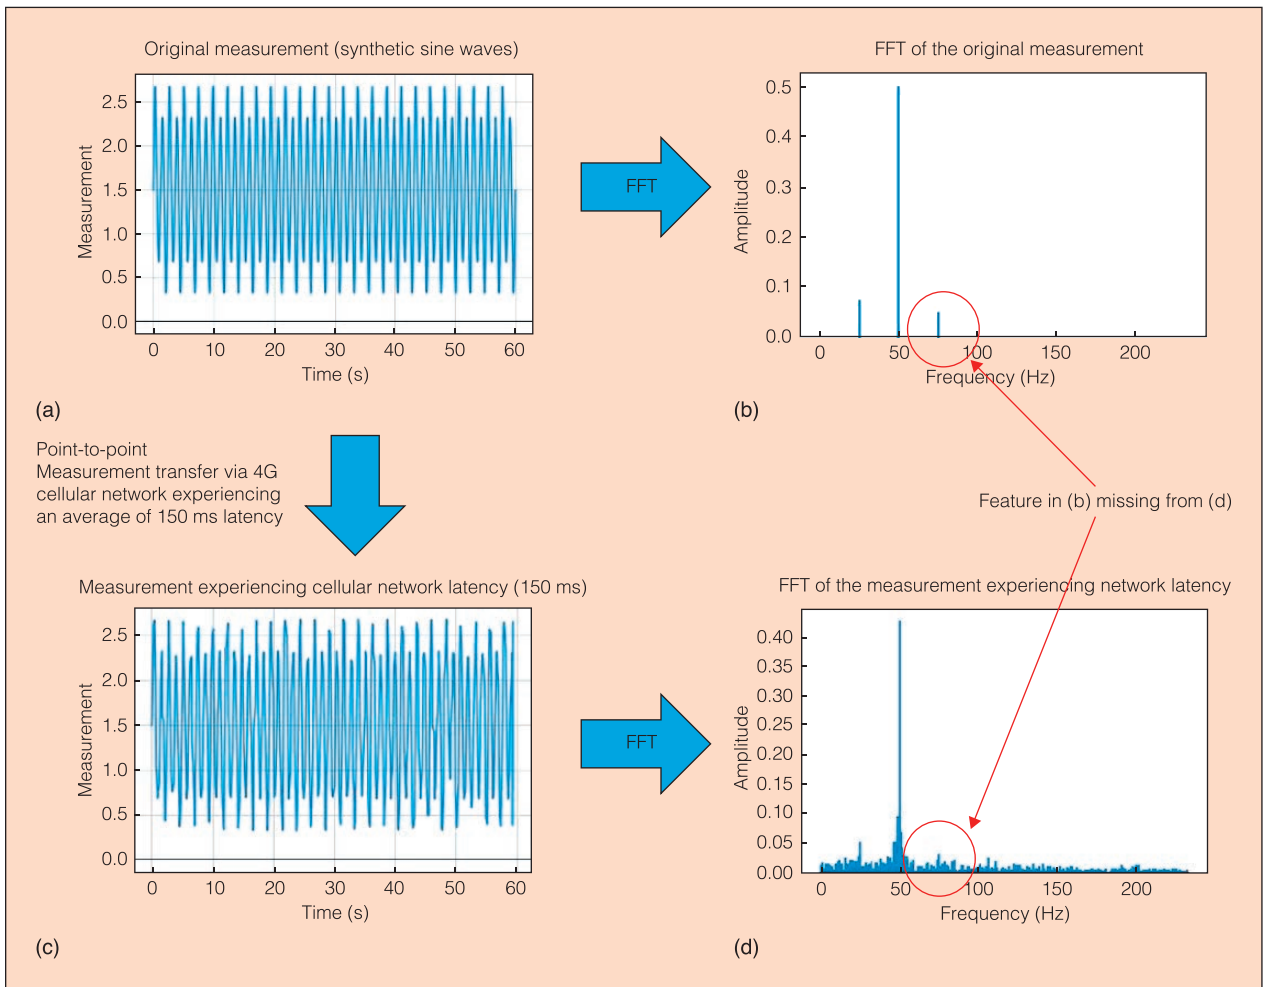 Original measurement (synthetic sine waves)
2.5
2.0
1.5
1.0
0.5
0.0
Measurement
0 10 20 30 40 50 60
Time (s)
(a)
FFT
FFT of the original measurement
0.5
0.4
0.3
0.2
0.1
0.0
Amplitude
0 50 100 150 200
Frequency (Hz)
(b)
Point-to-point
Measurement transfer via 4G
cellular network experiencing
an average of 150 ms latency
Feature in (b) missing from (d)
Measurement experiencing cellular network latency (150 ms)
2.5
2.0
1.5
1.0
0.5
0.0
Measurement
0 10 20 30 40 50 60
Time (s)
(c)
FFT
FFT of the measurement experiencing network latency
0.40
0.35
0.30
0.25
0.20
0.15
0.10
0.05
0.00
Amplitude
0 50 100 150 200
Frequency (Hz)
(d)